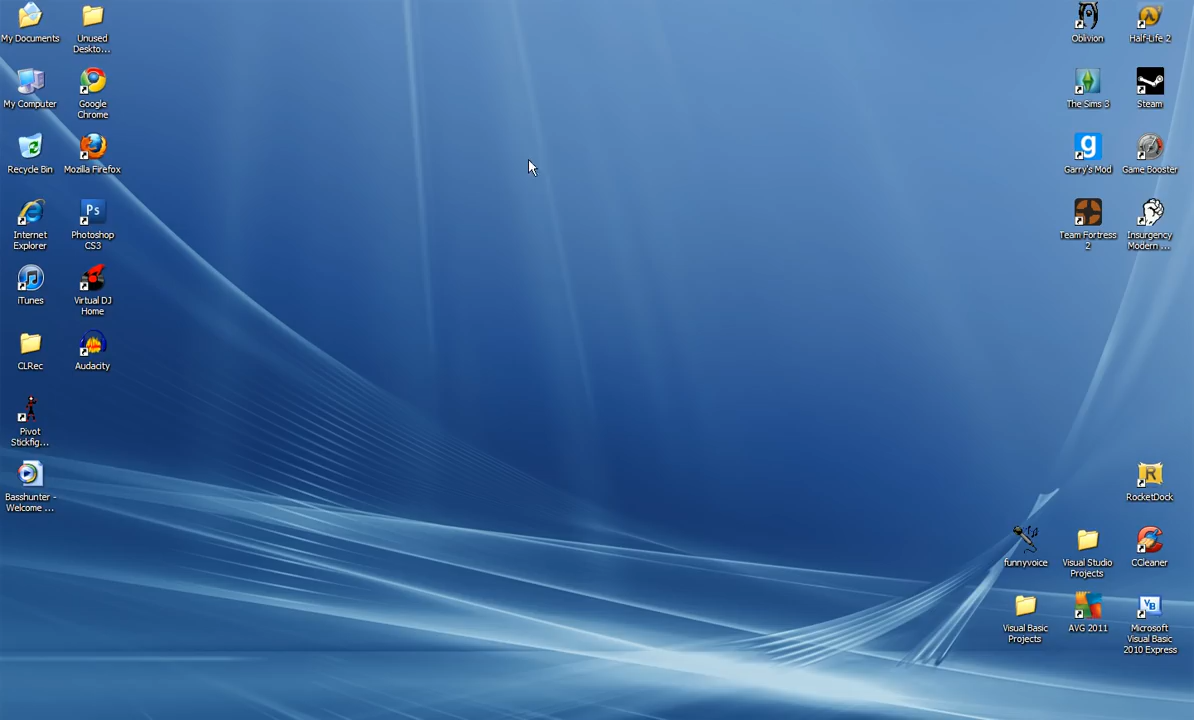 My Documents
Unused
Deskto...
My Computer
Google
Chrome
Recycle Bin
Mozilla Firefox
Internet
Explorer
Ps
Photoshop
CS3
iTunes
Virtual DJ
Home
CLRec
Audacity
Pivot
Stickfig...
Basshunter -
Welcome ...
Oblivion
Half-Life 2
The Sims 3
Steam
g
Garry's Mod
Game Booster
Team Fortress
2
Insurgency
Modern ...
R
RocketDock
funnyvoice
Visual Studio
Projects
CCleaner
Visual Basic
Projects
AVG 2011
VB
Microsoft
Visual Basic
2010 Express